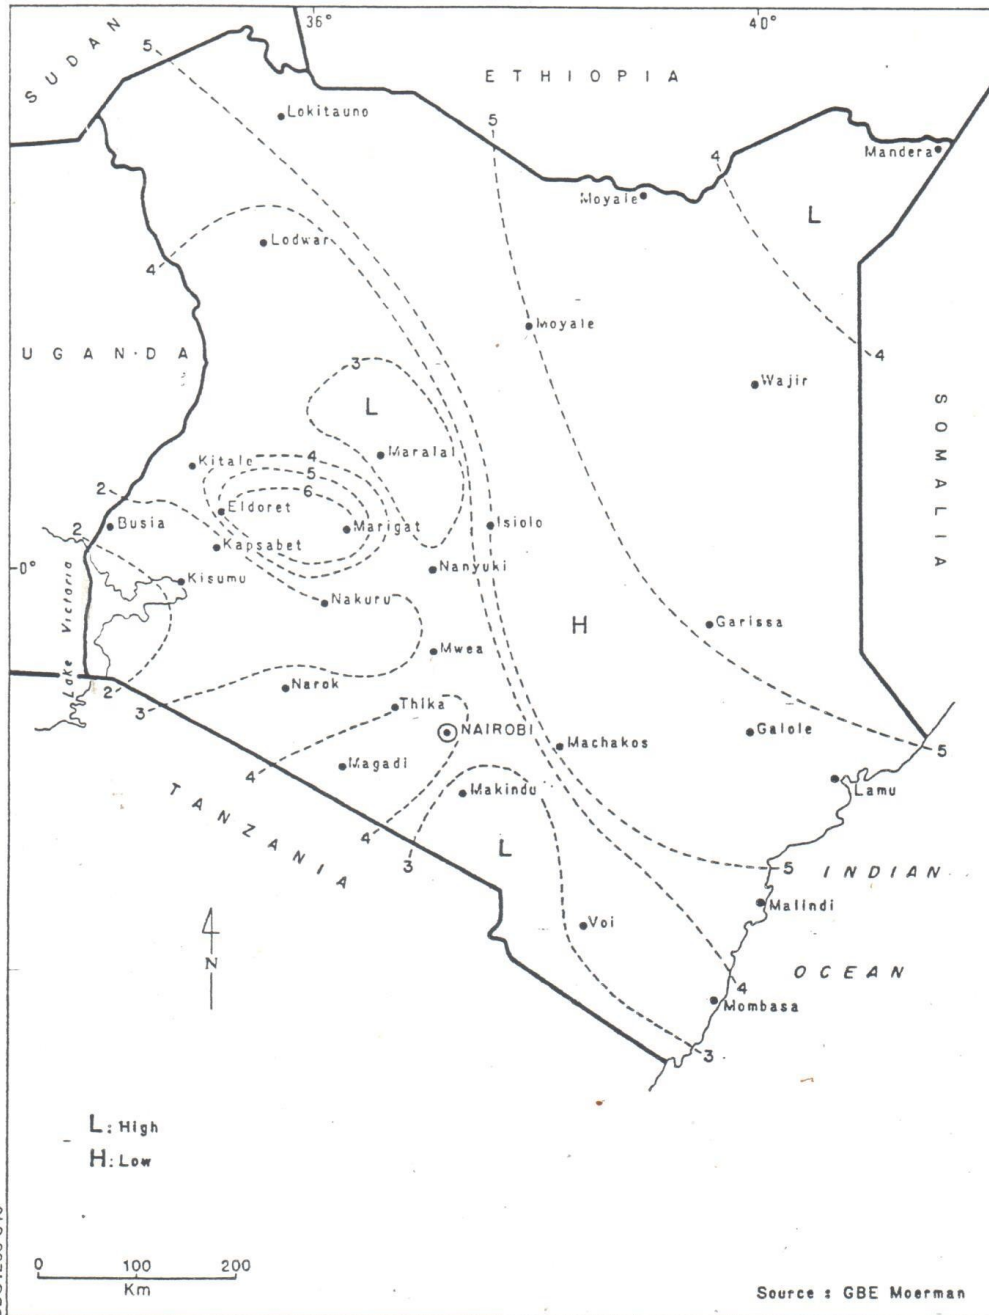 36°
40°
SUDAN
5
ETHIOPIA
Lokitauno
5
Mandera
4
Moyale
L
Lodwar
4
Moyale
UGAN·DA
3
4
Wajir
L
SOMALIA
Maralal
Kitale
4
5
2
6
Eldoret
Busia
2
Marigat
Isiolo
Kapsabet
0°
Nanyuki
Kisumu
Nakuru
Lake Victoria
H
Garissa
Mwea
Narok
2
3
Thika
NAIROBI
Galole
Machakos
5
Magadi
4
Lamu
Makindu
TANZANIA
4
L
3
5
INDIAN
Malindi
Voi
N
OCEAN
4
Mombasa
3
L: High
H: Low
0
100
200
Km
Source : GBE Moerman